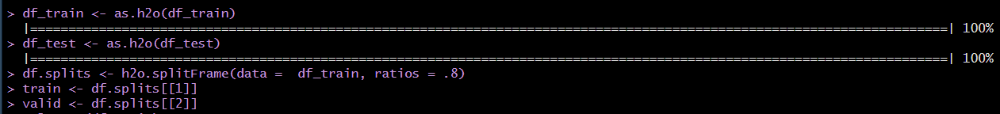 > df_train <- as.h2o(df_train)
|======================================================================================================================| 100%
> df_test <- as.h2o(df_test)
|======================================================================================================================| 100%
> df.splits <- h2o.splitFrame(data =  df_train, ratios = .8)
> train <- df.splits[[1]]
> valid <- df.splits[[2]]